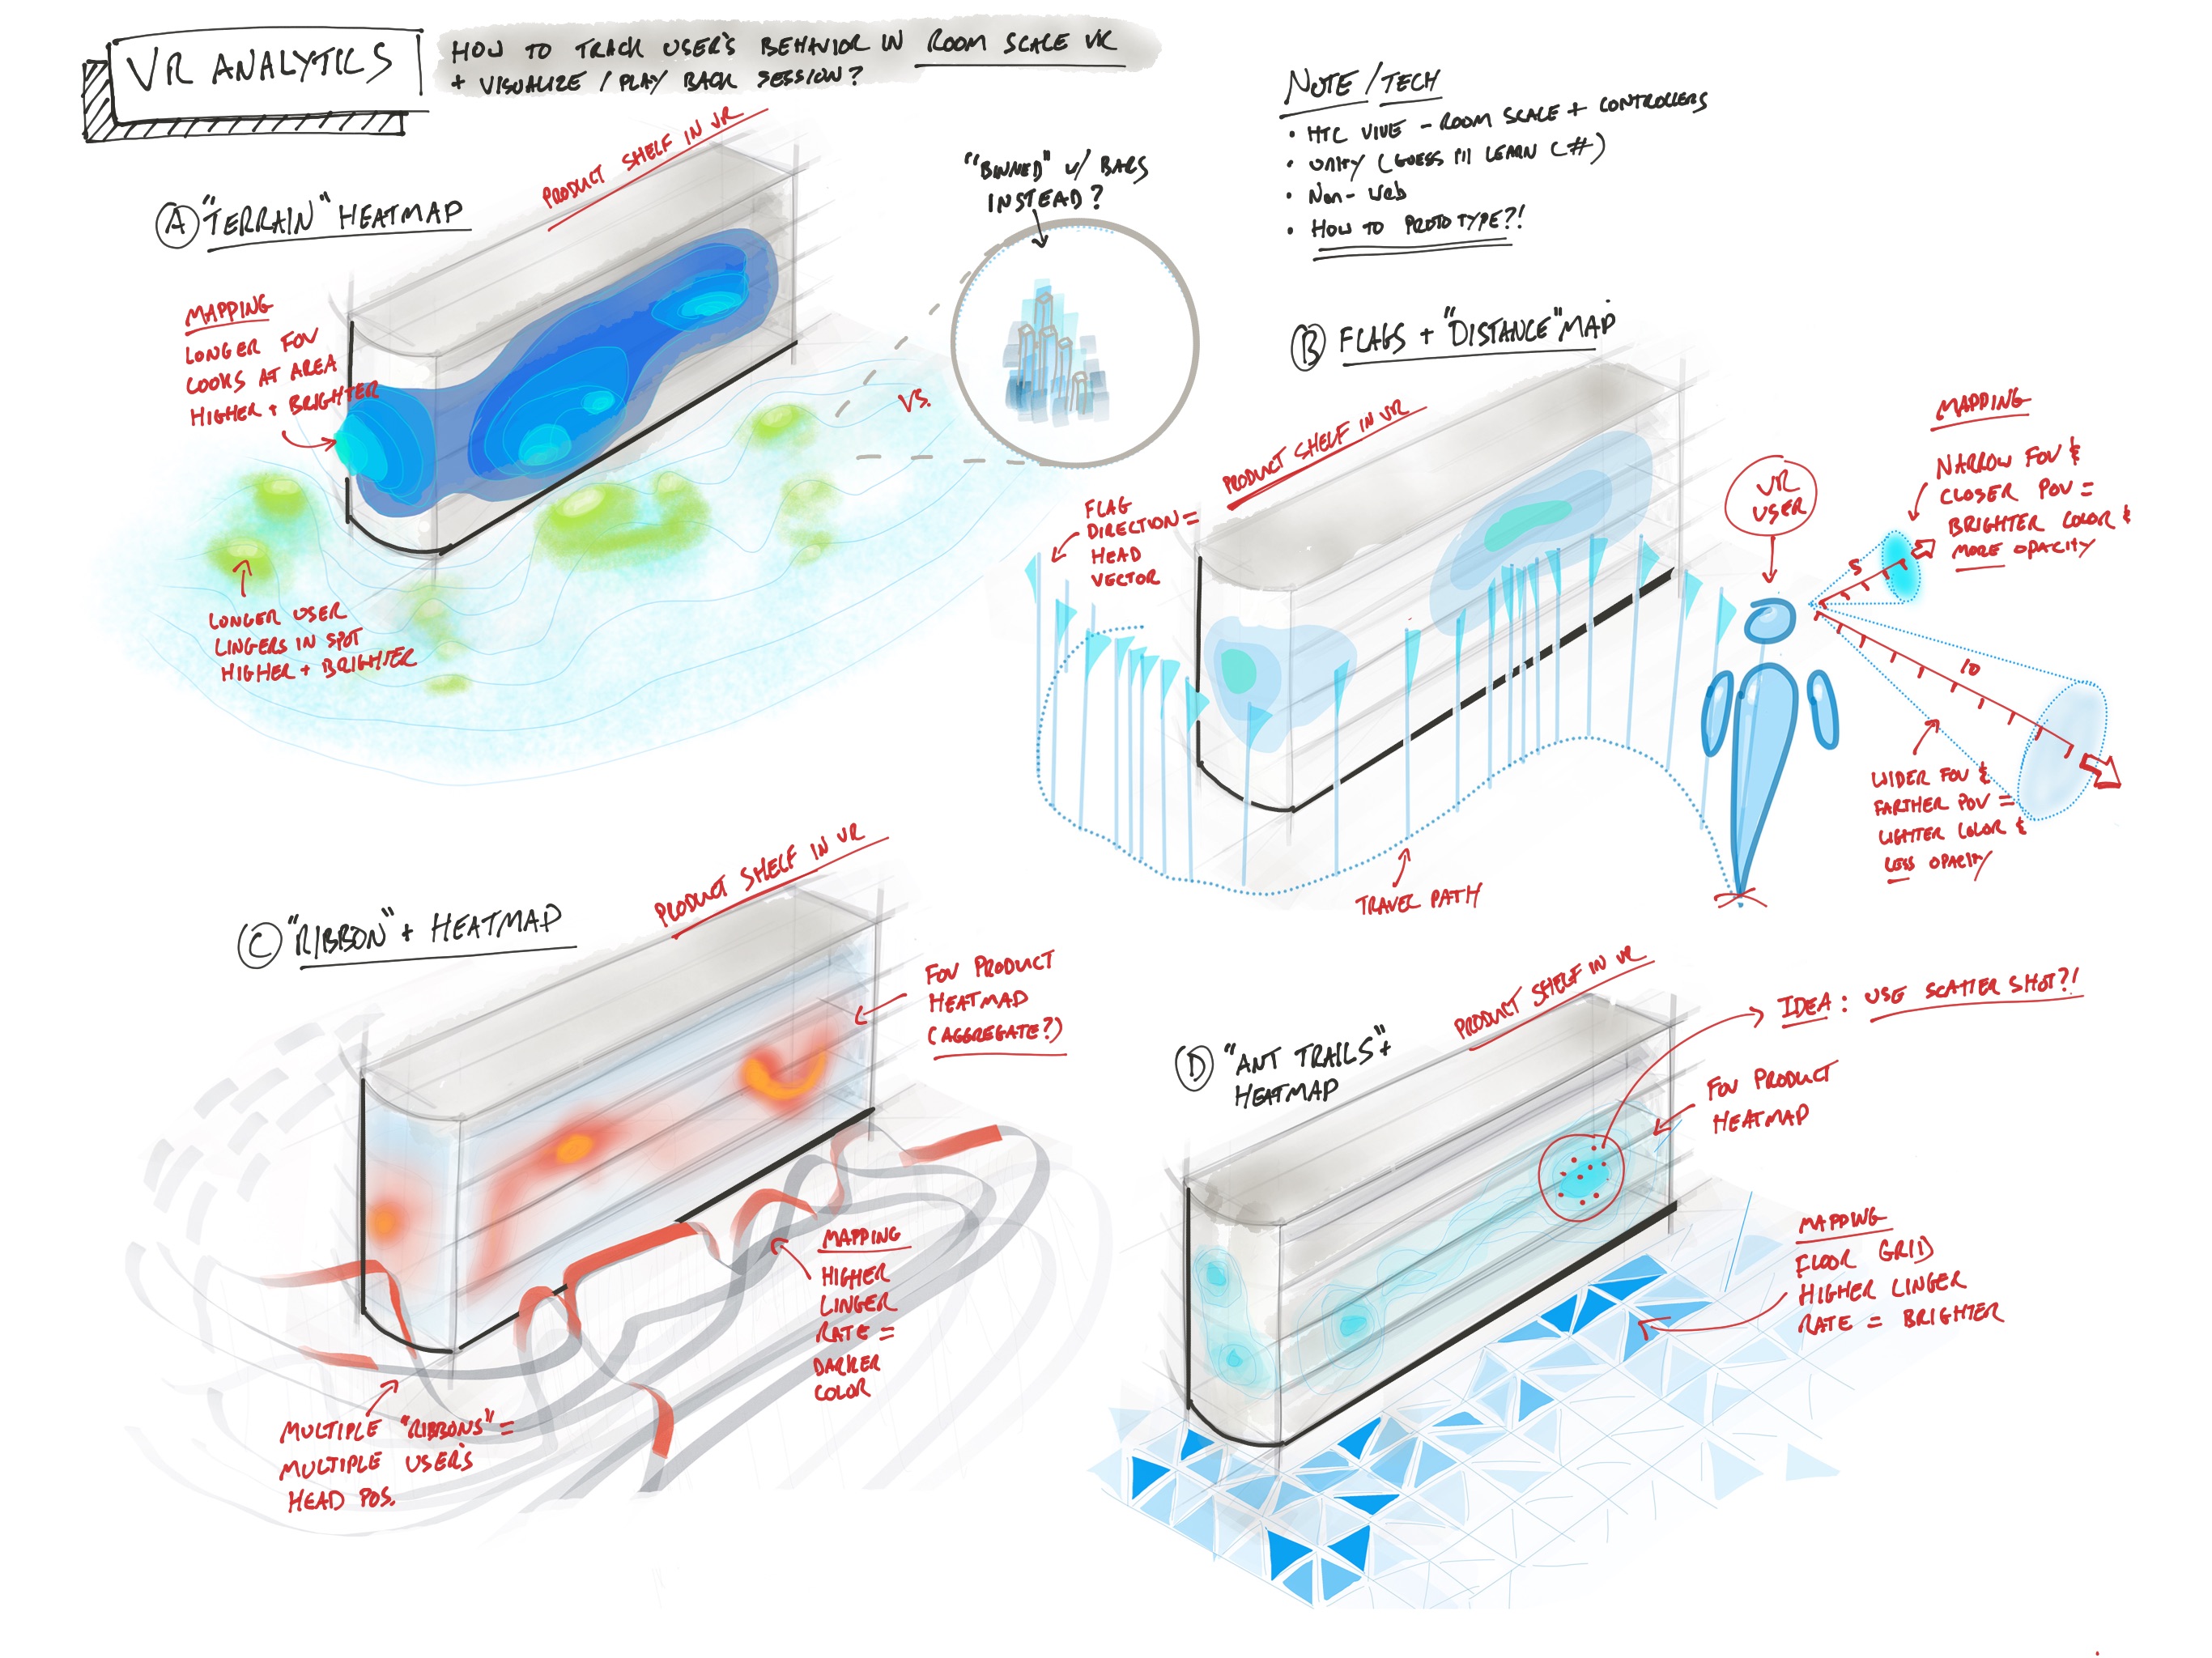 VR ANALYTICS
HOW TO TRACK USER'S BEHAVIOR IN ROOM SCALE VR
+ VISUALIZE / PLAY BACK SESSION?
NOTE / TECH
• HTC VIVE - ROOM SCALE + CONTROLLERS
• UNITY (GUESS I'll LEARN C#)
• Non-Web
• HOW TO PROTOTYPE?!
A "TERRAIN" HEATMAP
PRODUCT SHELF IN VR
MAPPING
LONGER FOV
LOOKS AT AREA
HIGHER + BRIGHTER
LONGER USER
LINGERS IN SPOT
HIGHER + BRIGHTER
"BINNED" W/ BARS
INSTEAD?
VS.
B FLAGS + "DISTANCE" MAP
PRODUCT SHELF IN VR
FLAG
DIRECTION =
HEAD
VECTOR
VR
USER
MAPPING
NARROW FOV &
CLOSER POV =
BRIGHTER COLOR &
MORE OPACITY
5
10
WIDER FOV &
FARTHER POV =
LIGHTER COLOR &
LESS OPACITY
TRAVEL PATH
C "RIBBON" + HEATMAP
PRODUCT SHELF IN VR
FOV PRODUCT
HEATMAP
(AGGREGATE?)
MAPPING
HIGHER
LINGER
RATE =
DARKER
COLOR
MULTIPLE "RIBBONS" =
MULTIPLE USER'S
HEAD POS.
D "ANT TRAILS" +
HEATMAP
PRODUCT SHELF IN VR
IDEA: USE SCATTER SHOT?!
FOV PRODUCT
HEATMAP
MAPPING
FLOOR GRID
HIGHER LINGER
RATE = BRIGHTER